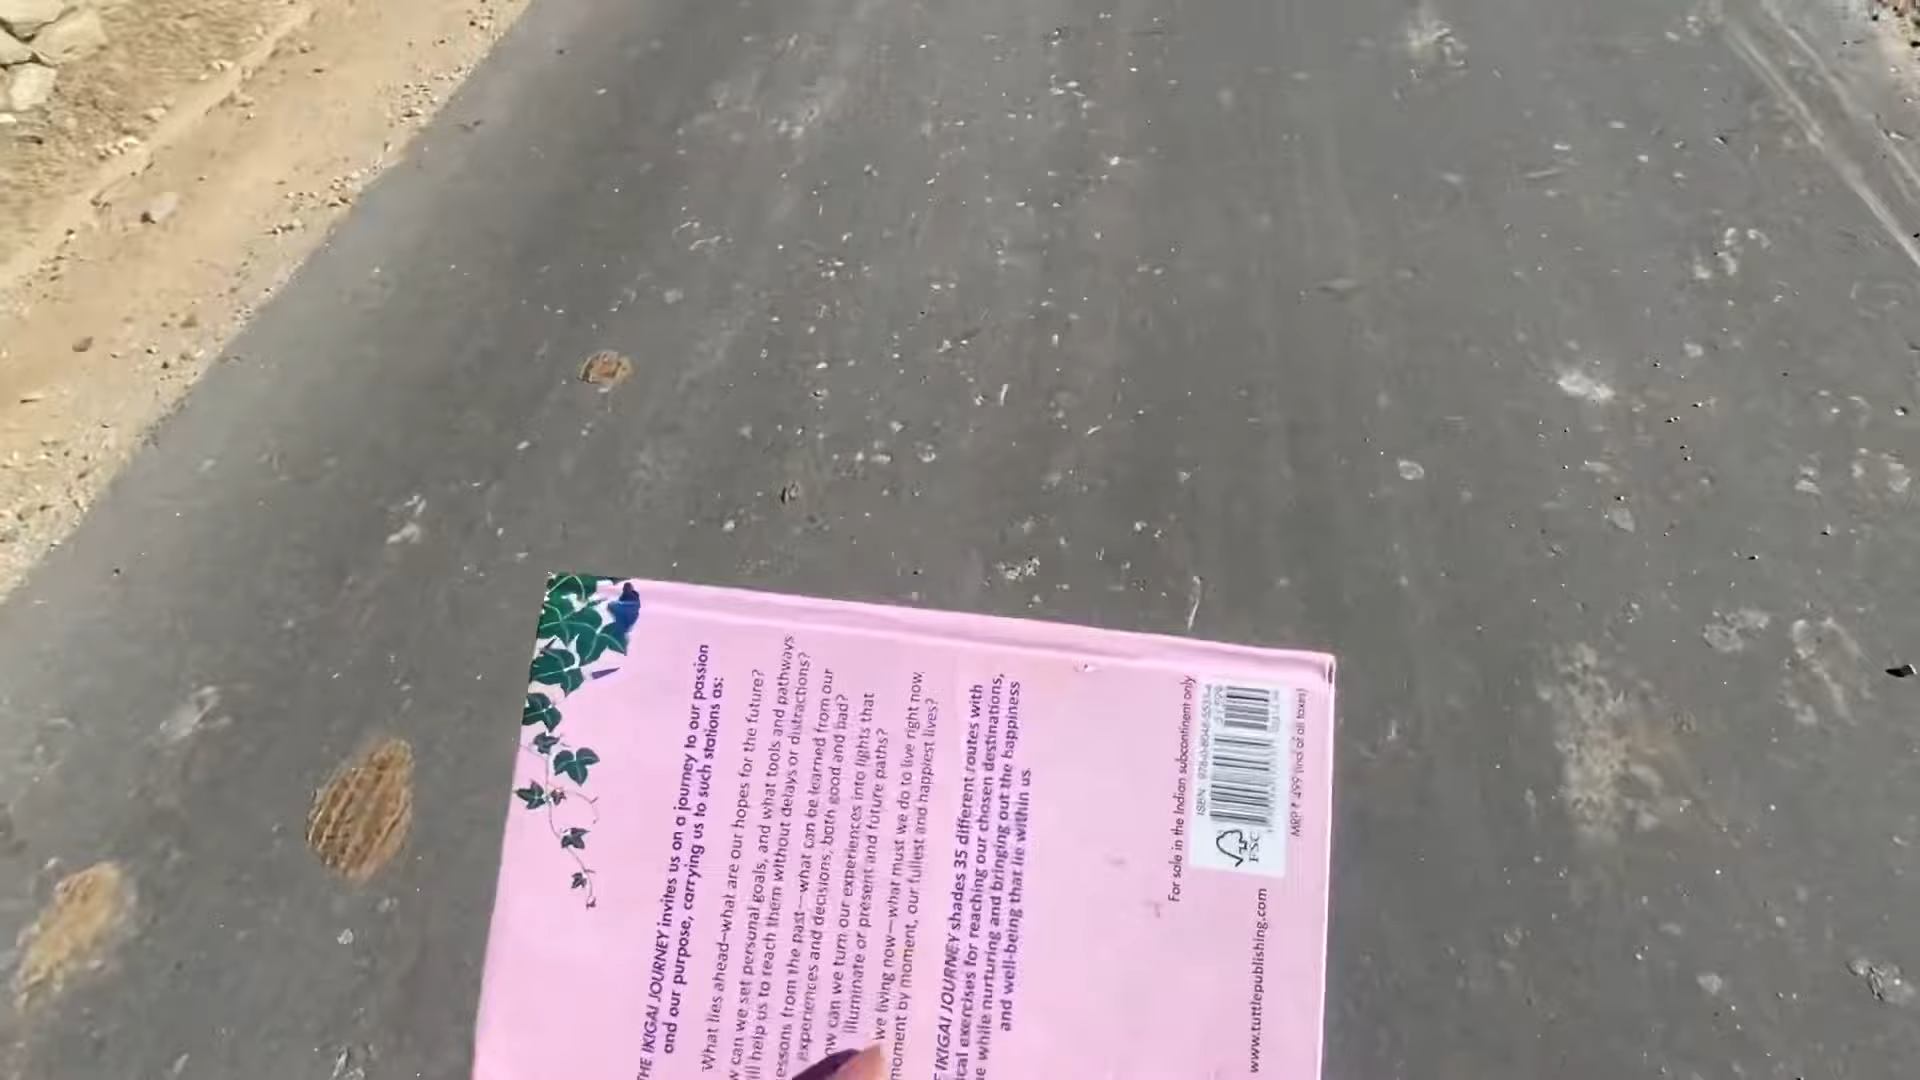 THE IKIGAI JOURNEY invites us on a journey to our passion
and our purpose, carrying us to such stations as:
What lies ahead—what are our hopes for the future?
can we set personal goals, and what tools and pathways
help us to reach them without delays or distractions?
from the past—what can be learned from our
experiences and decisions, both good and bad?
can we turn our experiences into lights that
illuminate or present and future paths?
we living now—what must we do to live right now,
moment by moment, our fullest and happiest lives?
IKIGAI JOURNEY shades 35 different routes with
exercises for reaching our chosen destinations,
while nurturing and bringing out the happiness
and well-being that lie within us.
For sale in the Indian subcontinent only
ISBN
FSC
MRP ₹ 499 (incl of all taxes)
www.tuttlepublishing.com